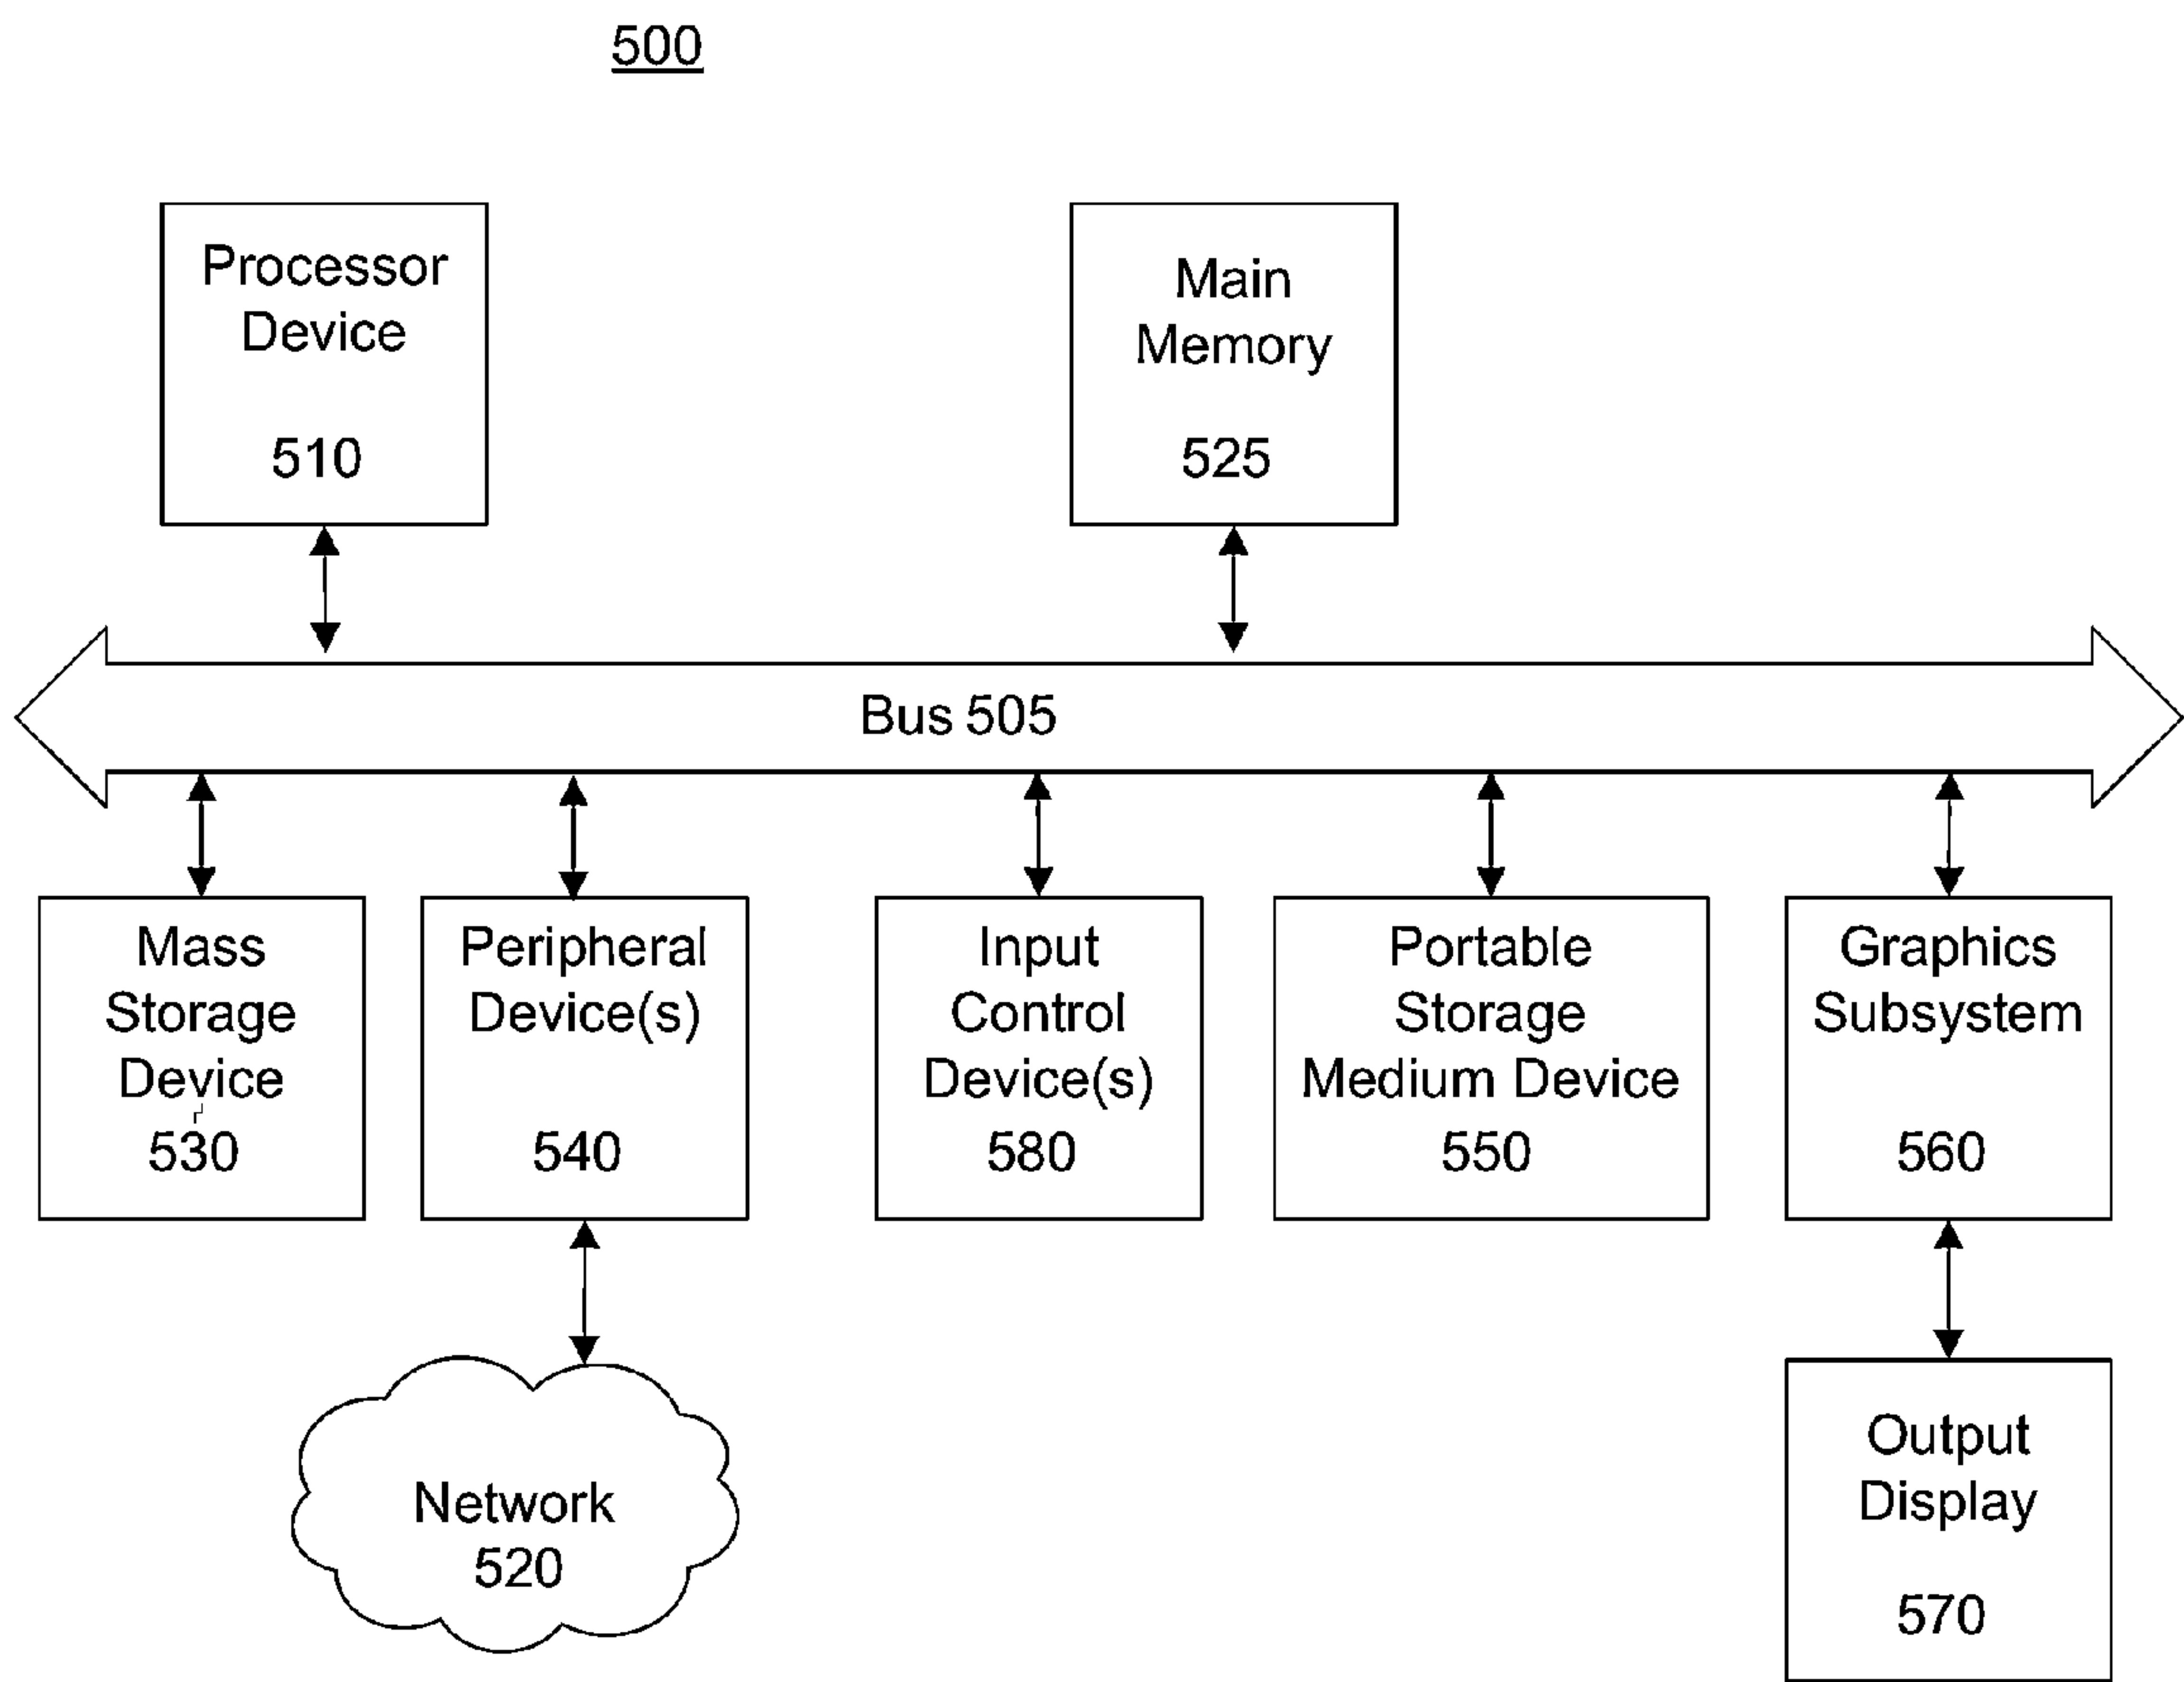 500
Processor
Device
510
Main
Memory
525
Bus 505
Mass
Storage
Device
530
Peripheral
Device(s)
540
Input
Control
Device(s)
580
Portable
Storage
Medium Device
550
Graphics
Subsystem
560
Network
520
Output
Display
570